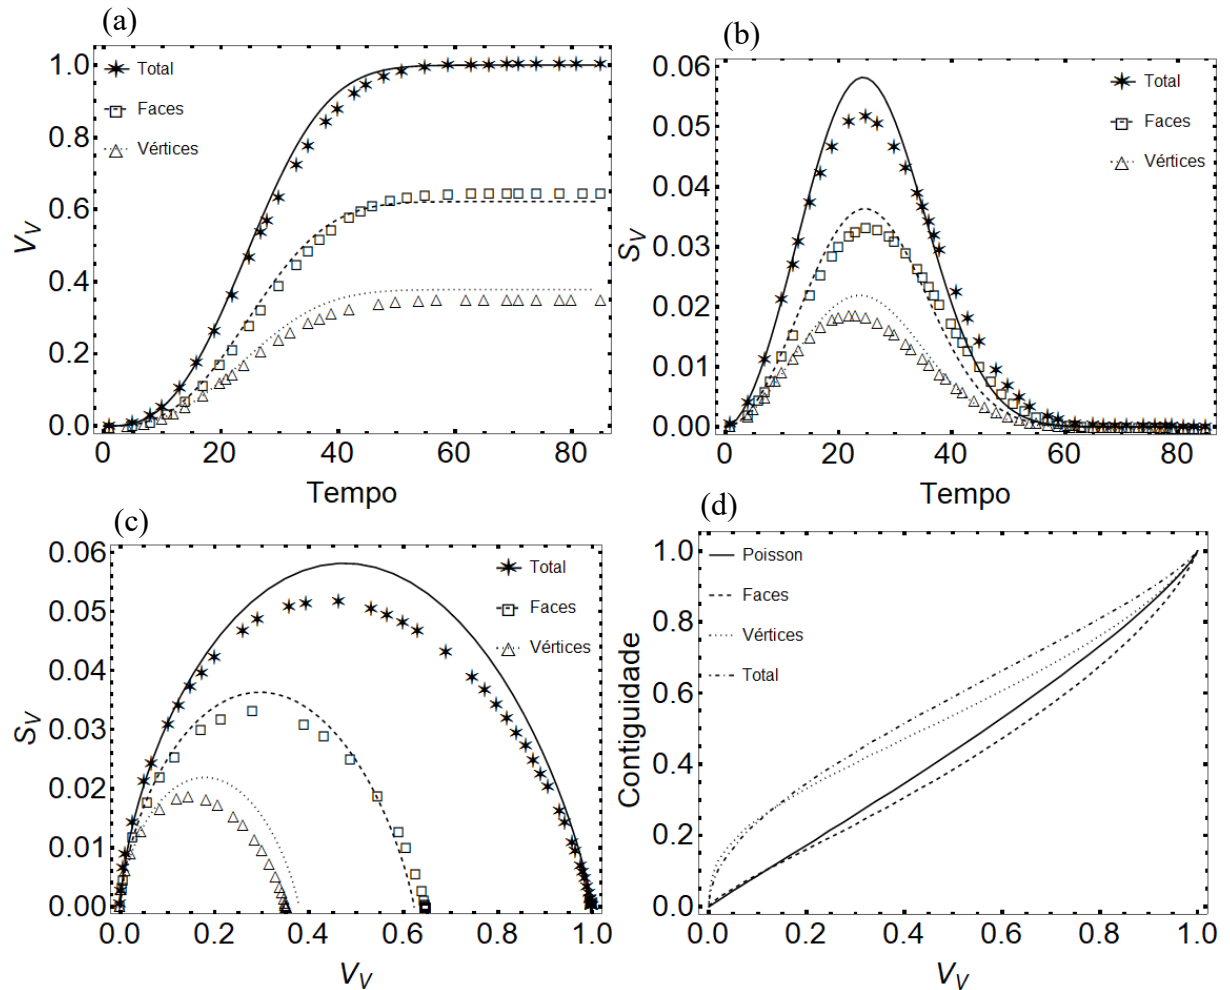 (a)
1.0
0.8
0.6
0.4
0.2
0.0
V_V
Total
Faces
Vértices
0 20 40 60 80
Tempo
(b)
0.06
0.05
0.04
0.03
0.02
0.01
0.00
S_V
Total
Faces
Vértices
0 20 40 60 80
Tempo
(c)
0.06
0.05
0.04
0.03
0.02
0.01
0.00
S_V
Total
Faces
Vértices
0.0 0.2 0.4 0.6 0.8 1.0
V_V
(d)
1.0
0.8
0.6
0.4
0.2
0.0
Contiguidade
Poisson
Faces
Vértices
Total
0.0 0.2 0.4 0.6 0.8 1.0
V_V